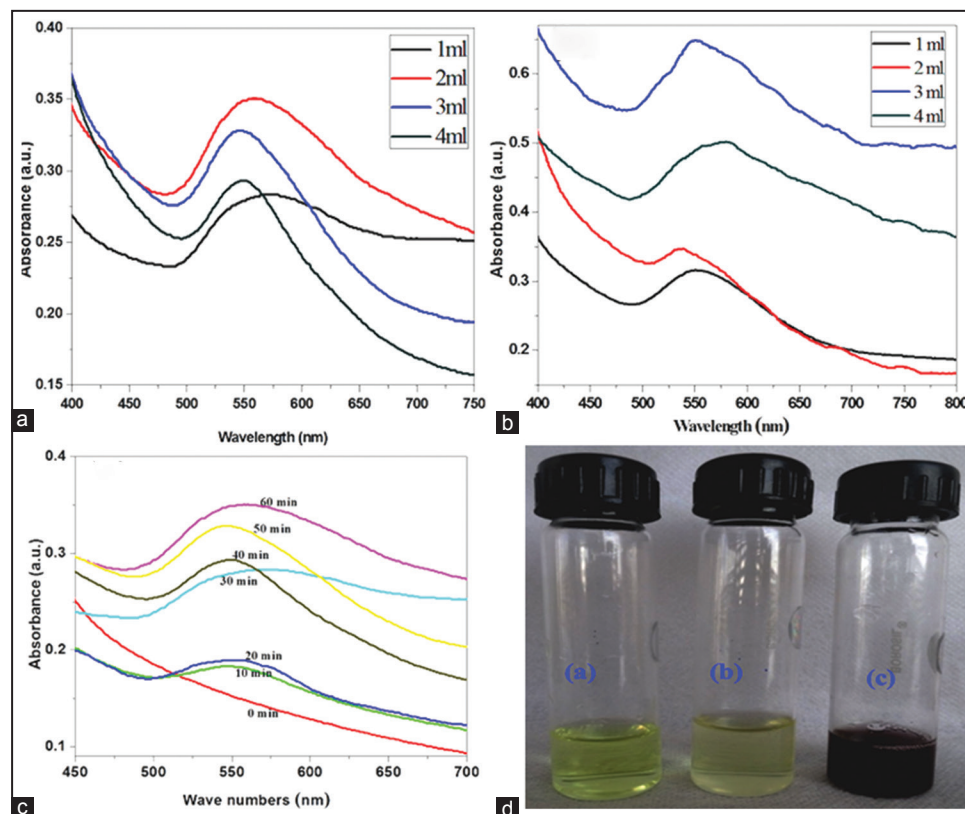 1ml
2ml
3ml
4ml
0.40
0.35
0.30
0.25
0.20
0.15
Absorbance (a.u.)
400 450 500 550 600 650 700 750
Wavelength (nm)
a
1 ml
2 ml
3 ml
4 ml
0.6
0.5
0.4
0.3
0.2
Absorbance (a.u.)
400 450 500 550 600 650 700 750 800
Wavelength (nm)
b
0.4
0.3
0.2
0.1
Absorbance (a.u.)
60 min
50 min
40 min
30 min
20 min
10 min
0 min
450 500 550 600 650 700
Wave numbers (nm)
c
(a) (b) (c)
d